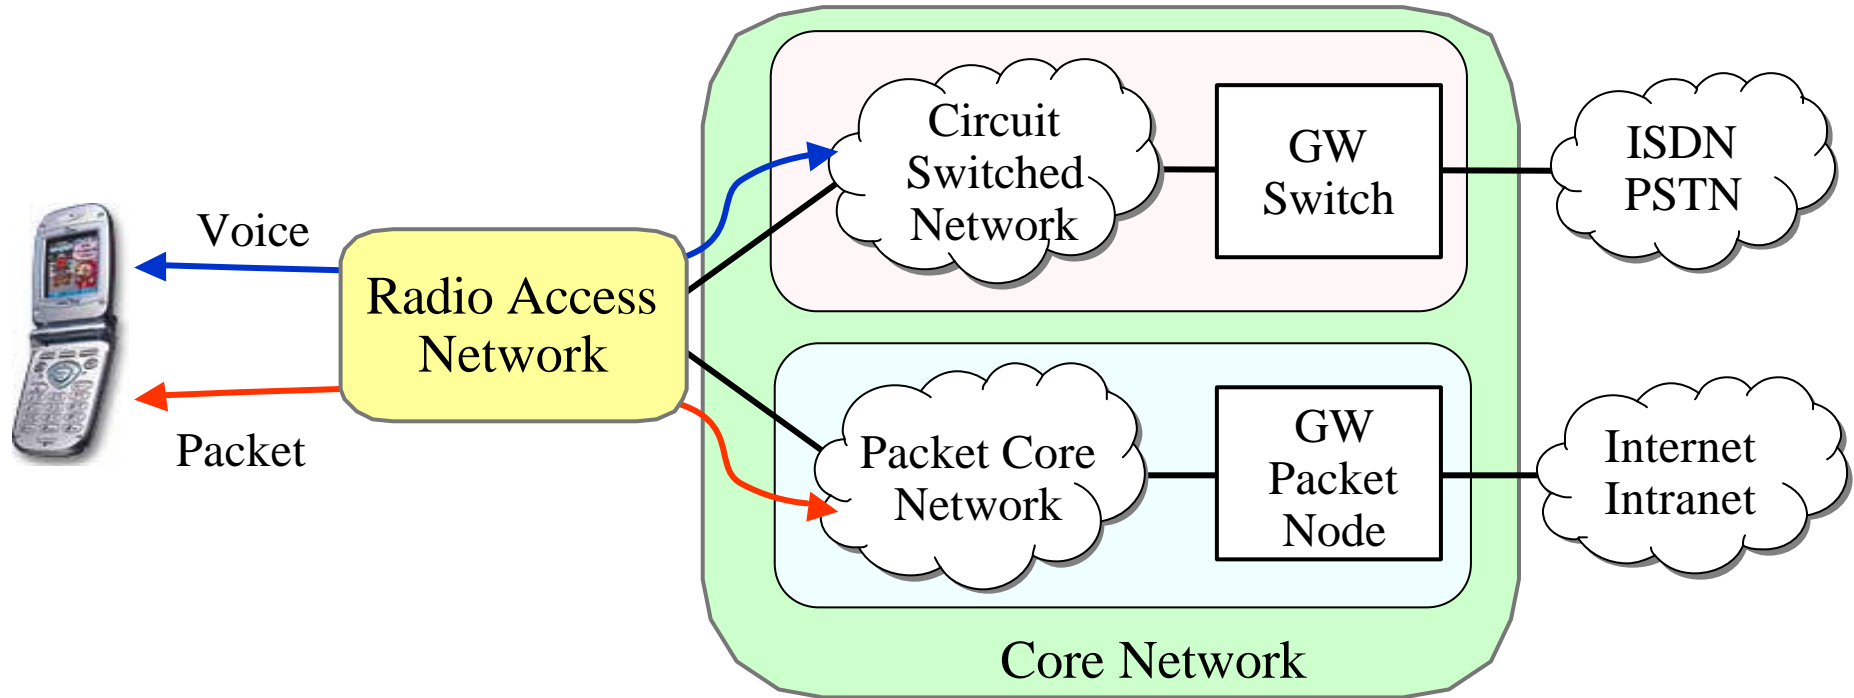 Voice
Packet
Radio Access
Network
Circuit
Switched
Network
GW
Switch
ISDN
PSTN
Packet Core
Network
GW
Packet
Node
Internet
Intranet
Core Network